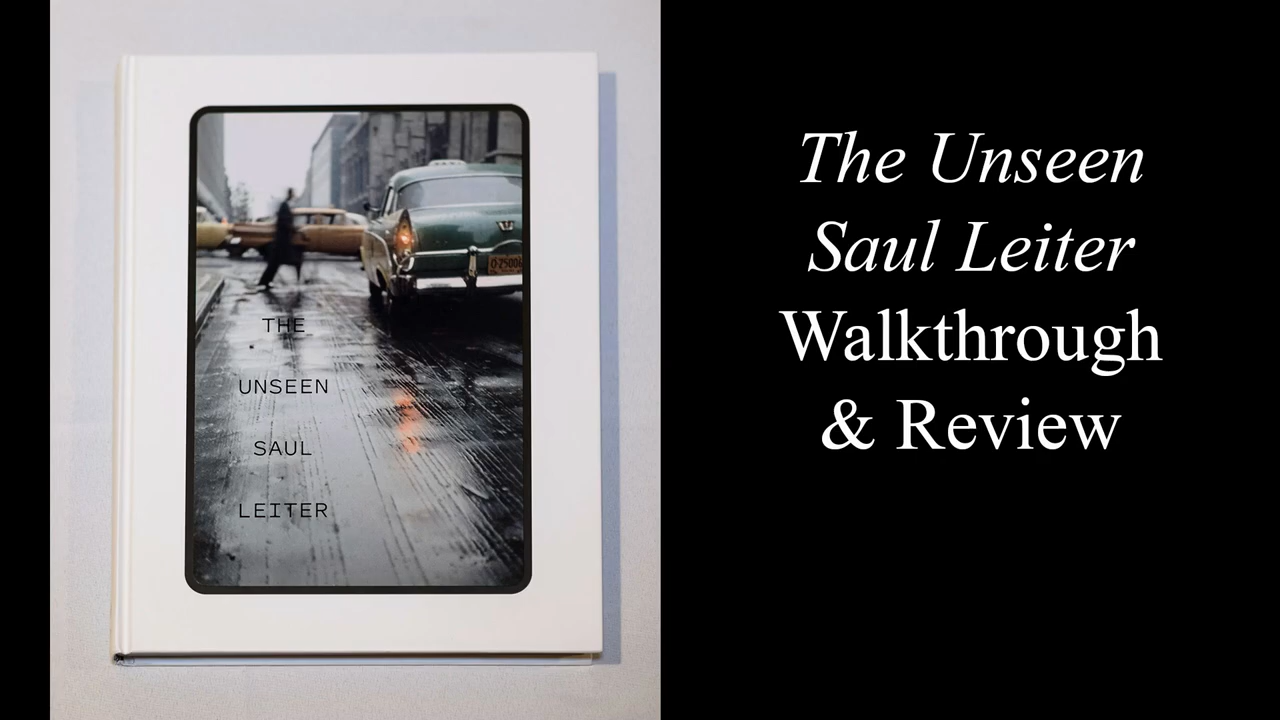 THE
UNSEEN
SAUL
LEITER
The Unseen
Saul Leiter
Walkthrough
& Review